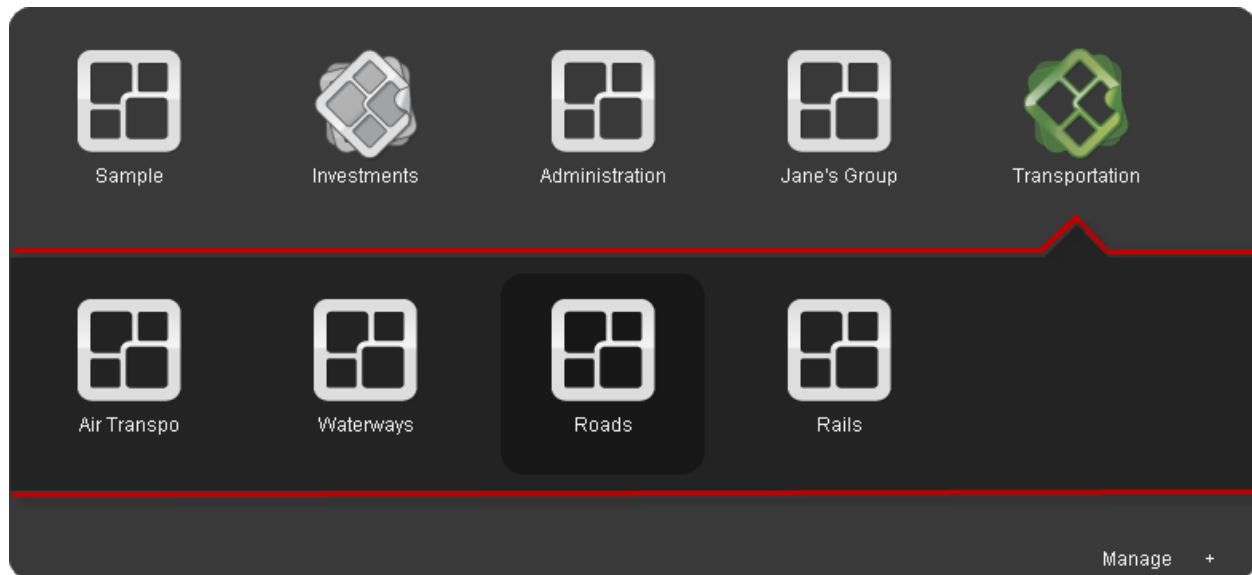 Sample Investments Administration Jane's Group Transportation
Air Transpo Waterways Roads Rails
Manage +